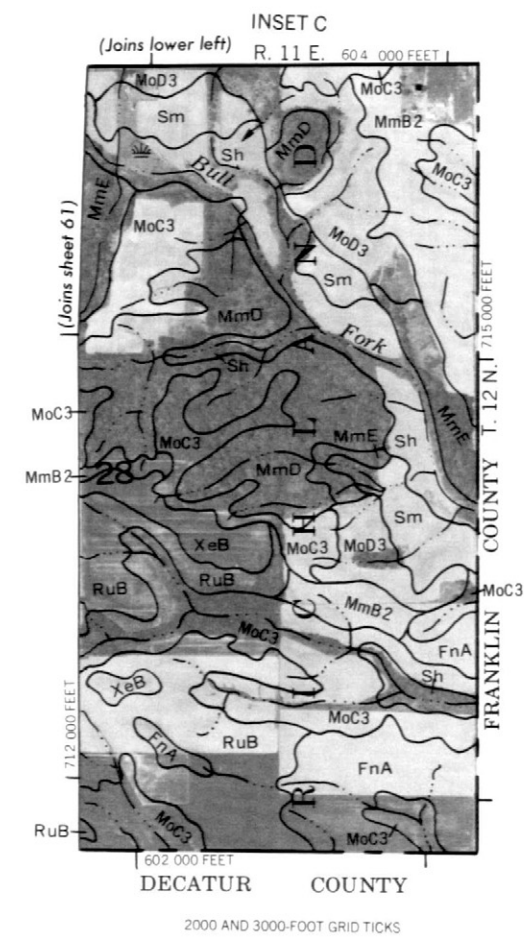 INSET C
(Joins lower left)
R. 11 E.
604 000 FEET
MoD3
MoC3
Sm
MmB2
MmD
Sh
Bull
MoC3
MmE
MoC3
(Joins sheet 61)
RICHLAND
MoD3
Sm
715 000 FEET
MmD
Fork
Sh
T. 12 N.
MoC3
MmE
MoC3
MmE
Sh
MmD
MmB2
28
Sm
COUNTY
XeB
MoC3
MoD3
RuB
RuB
MoC3
MmB2
MoC3
FnA
FRANKLIN
Sh
XeB
MoC3
712 000 FEET
FnA
RuB
FnA
RuB
MoC3
MoC3
602 000 FEET
DECATUR COUNTY
2000 AND 3000-FOOT GRID TICKS